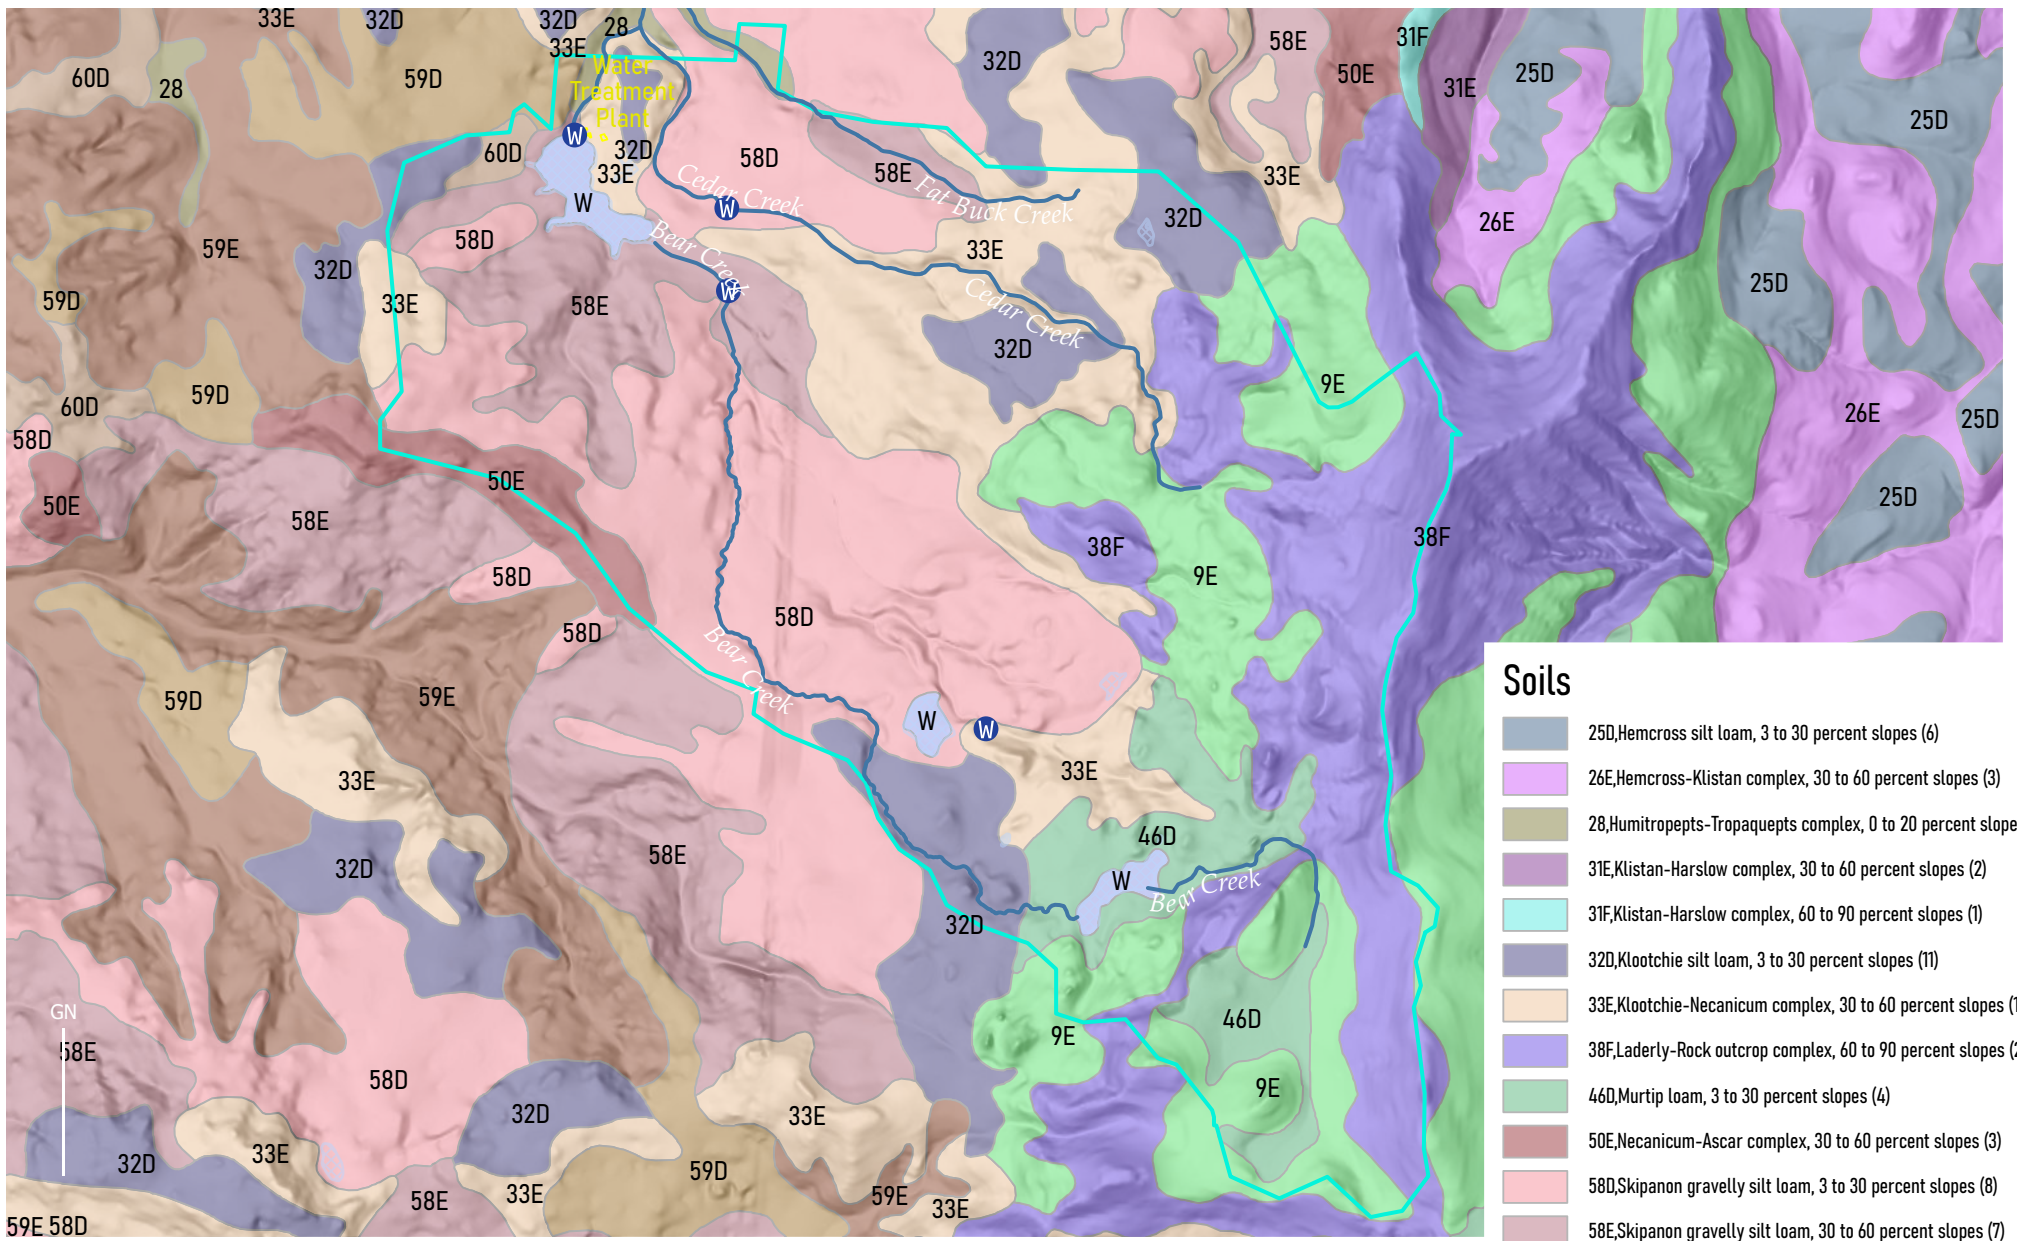 33E
32D
32D
28
33E
58E
31F
60D
28
59D
Water
Treatment
Plant
32D
50E
31E
25D
25D
W
60D
32D
33E
58D
58E
33E
W
Cedar Creek
W
Fat Buck Creek
32D
26E
59E
58D
Bear Creek
33E
32D
59D
33E
58E
W
Cedar Creek
25D
32D
60D
59D
9E
26E
25D
58D
50E
50E
58E
25D
38F
38F
58D
9E
58D
58D
Bear
Creek
59D
59E
W
W
33E
33E
46D
32D
58E
W
Bear Creek
32D
GN
58E
9E
46D
58D
9E
32D
33E
32D
33E
59D
58E
33E
59E
33E
59E
58D
Soils
25D,Hemcross silt loam, 3 to 30 percent slopes (6)
26E,Hemcross-Klistan complex, 30 to 60 percent slopes (3)
28,Humitropepts-Tropaquepts complex, 0 to 20 percent slope
31E,Klistan-Harslow complex, 30 to 60 percent slopes (2)
31F,Klistan-Harslow complex, 60 to 90 percent slopes (1)
32D,Klootchie silt loam, 3 to 30 percent slopes (11)
33E,Klootchie-Necanicum complex, 30 to 60 percent slopes (1
38F,Laderly-Rock outcrop complex, 60 to 90 percent slopes (2
46D,Murtip loam, 3 to 30 percent slopes (4)
50E,Necanicum-Ascar complex, 30 to 60 percent slopes (3)
58D,Skipanon gravelly silt loam, 3 to 30 percent slopes (8)
58E,Skipanon gravelly silt loam, 30 to 60 percent slopes (7)